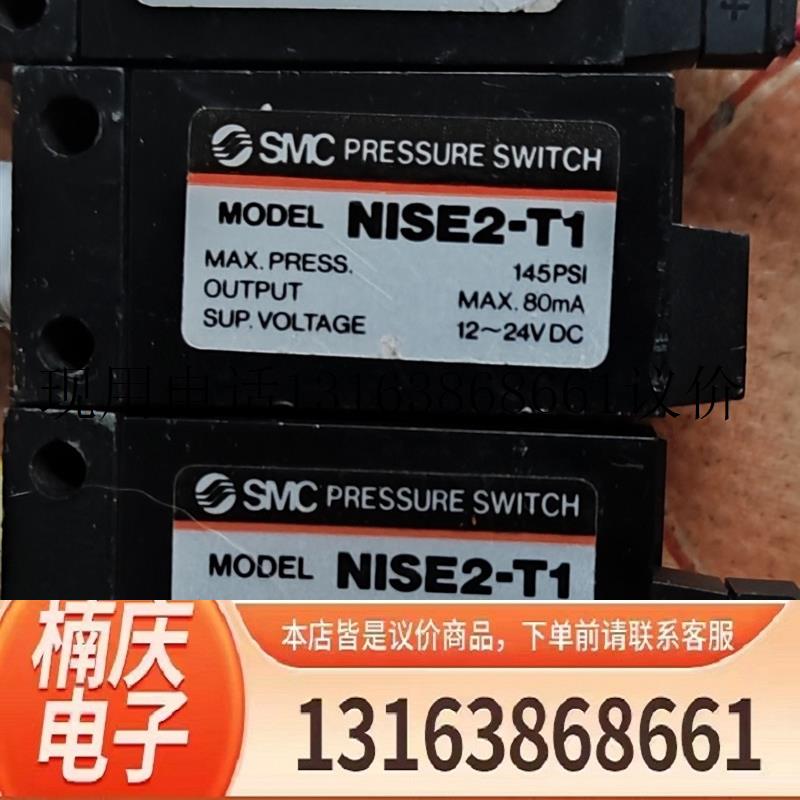 +
SMC PRESSURE SWITCH
MODEL NISE2-T1
MAX. PRESS. 145PSI
OUTPUT MAX. 80mA
SUP. VOLTAGE 12~24V DC
现用电话13163868661议价
SMC PRESSURE SWITCH
MODEL NISE2-T1
楠庆
电子
本店皆是议价商品，下单前请联系客服
13163868661